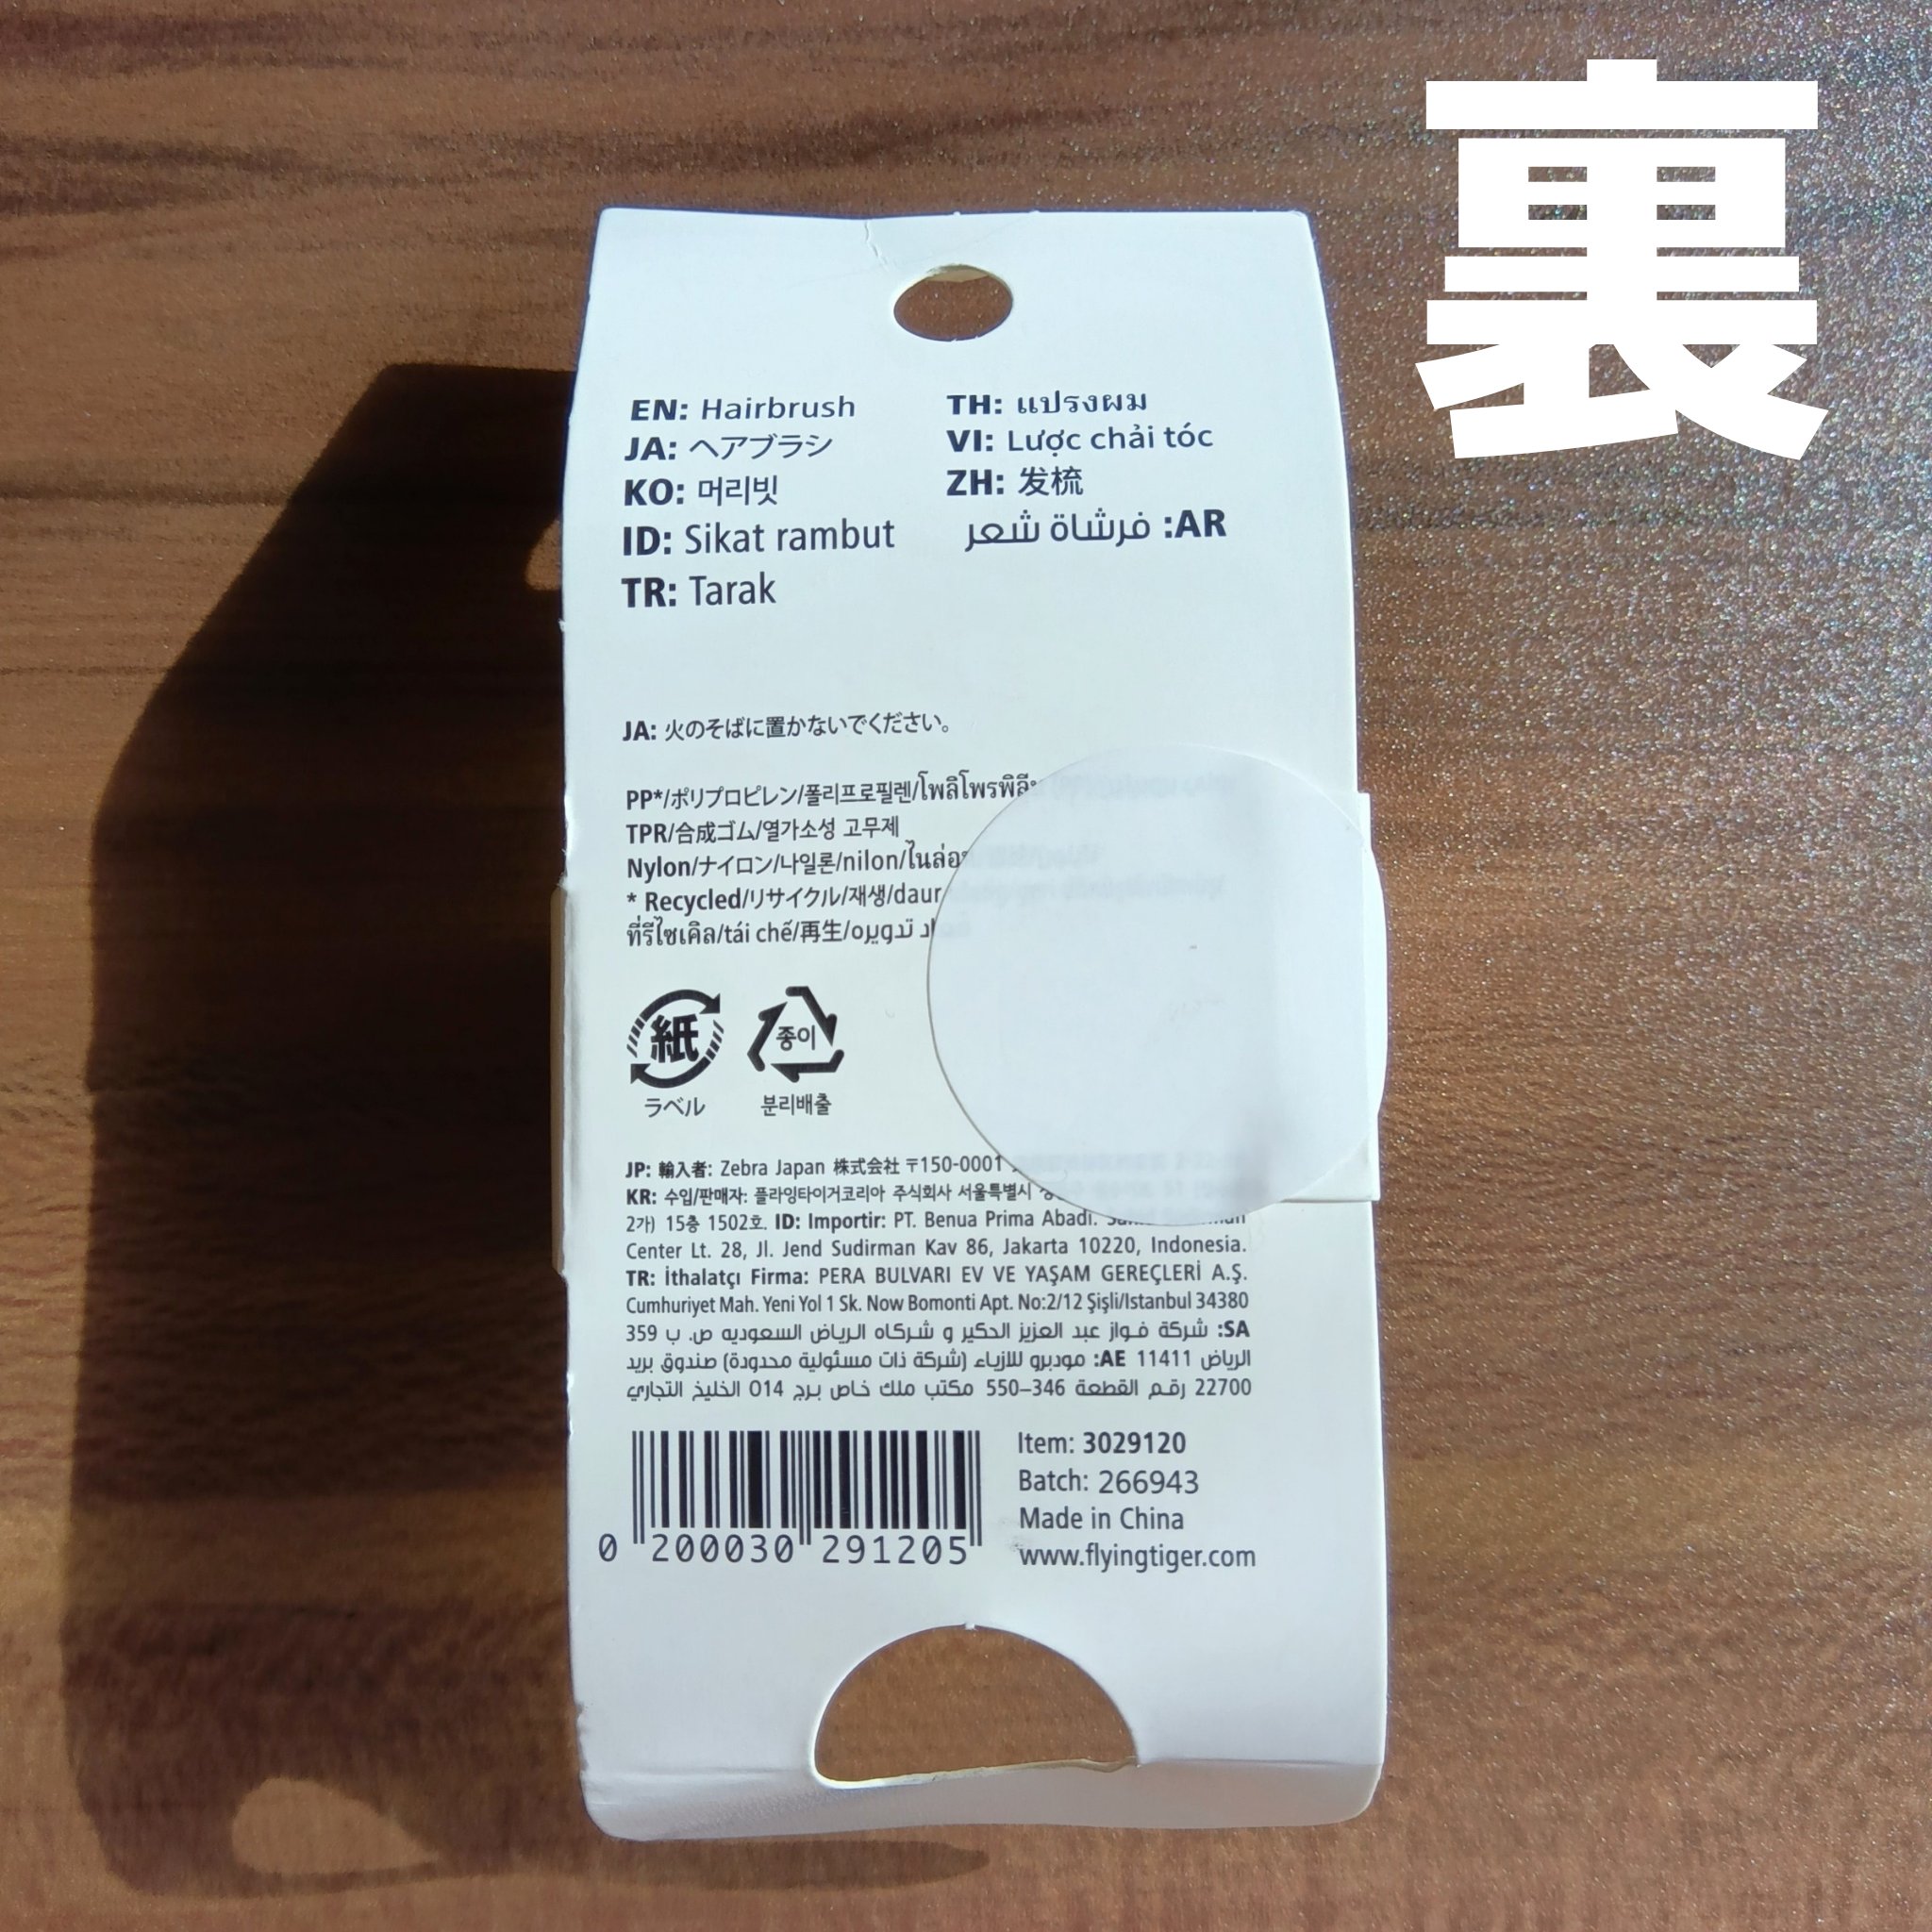 裏
EN: Hairbrush
JA: ヘアブラシ
KO: 머리빗
ID: Sikat rambut
TR: Tarak
TH: แปรงผม
VI: Lược chải tóc
ZH: 发梳
AR: فرشاة شعر
JA: 火のそばに置かないでください。
PP*/ポリプロピレン/폴리프로필렌/โพลิโพรพิลีน
TPR/合成ゴム/열가소성 고무제
Nylon/ナイロン/나일론/nilon/
* Recycled/リサイクル/재생/
ที่รีไซเคิล/tái chế/再生/
紙
ラベル
종이
분리배출
JP: 輸入者: Zebra Japan 株式会社 〒150-0001
KR: 수입/판매자: 플라잉타이거코리아 주식회사 서울특별시
2가) 15층 1502호. ID: Importir: PT. Benua Prima Abadi.
Center Lt. 28, Jl. Jend Sudirman Kav 86, Jakarta 10220, Indonesia.
TR: İthalatçı Firma: PERA BULVARI EV VE YAŞAM GEREÇLERİ A.Ş.
Cumhuriyet Mah. Yeni Yol 1 Sk. Now Bomonti Apt. No:2/12 Şişli/Istanbul 34380
SA: شركة فواز عبد العزيز الحكير و شركاه الرياض السعوديه ص. ب 359
الرياض 11411 AE: مودبرو للازياء (شركة ذات مسئولية محدودة) صندوق بريد
22700 رقم القطعة 346–550 مكتب ملك خاص برج O14 الخليج التجاري
0 200030 291205
Item: 3029120
Batch: 266943
Made in China
www.flyingtiger.com